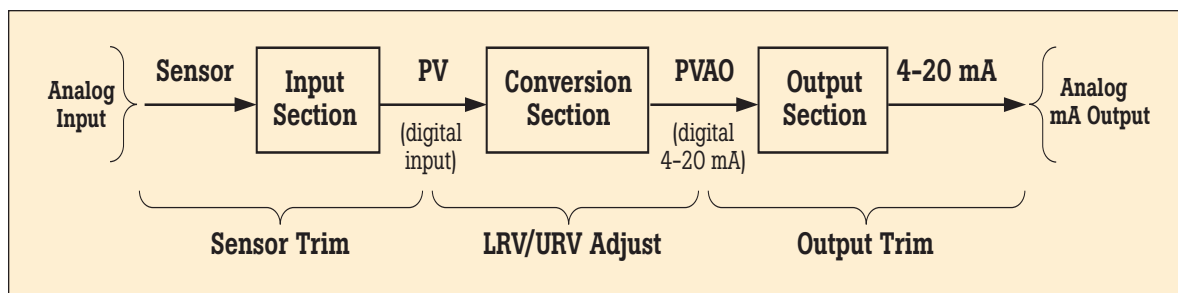 Analog
Input
Sensor
Input
Section
PV
(digital
input)
Conversion
Section
PVAO
(digital
4–20 mA)
Output
Section
4–20 mA
Analog
mA Output
Sensor Trim
LRV/URV Adjust
Output Trim